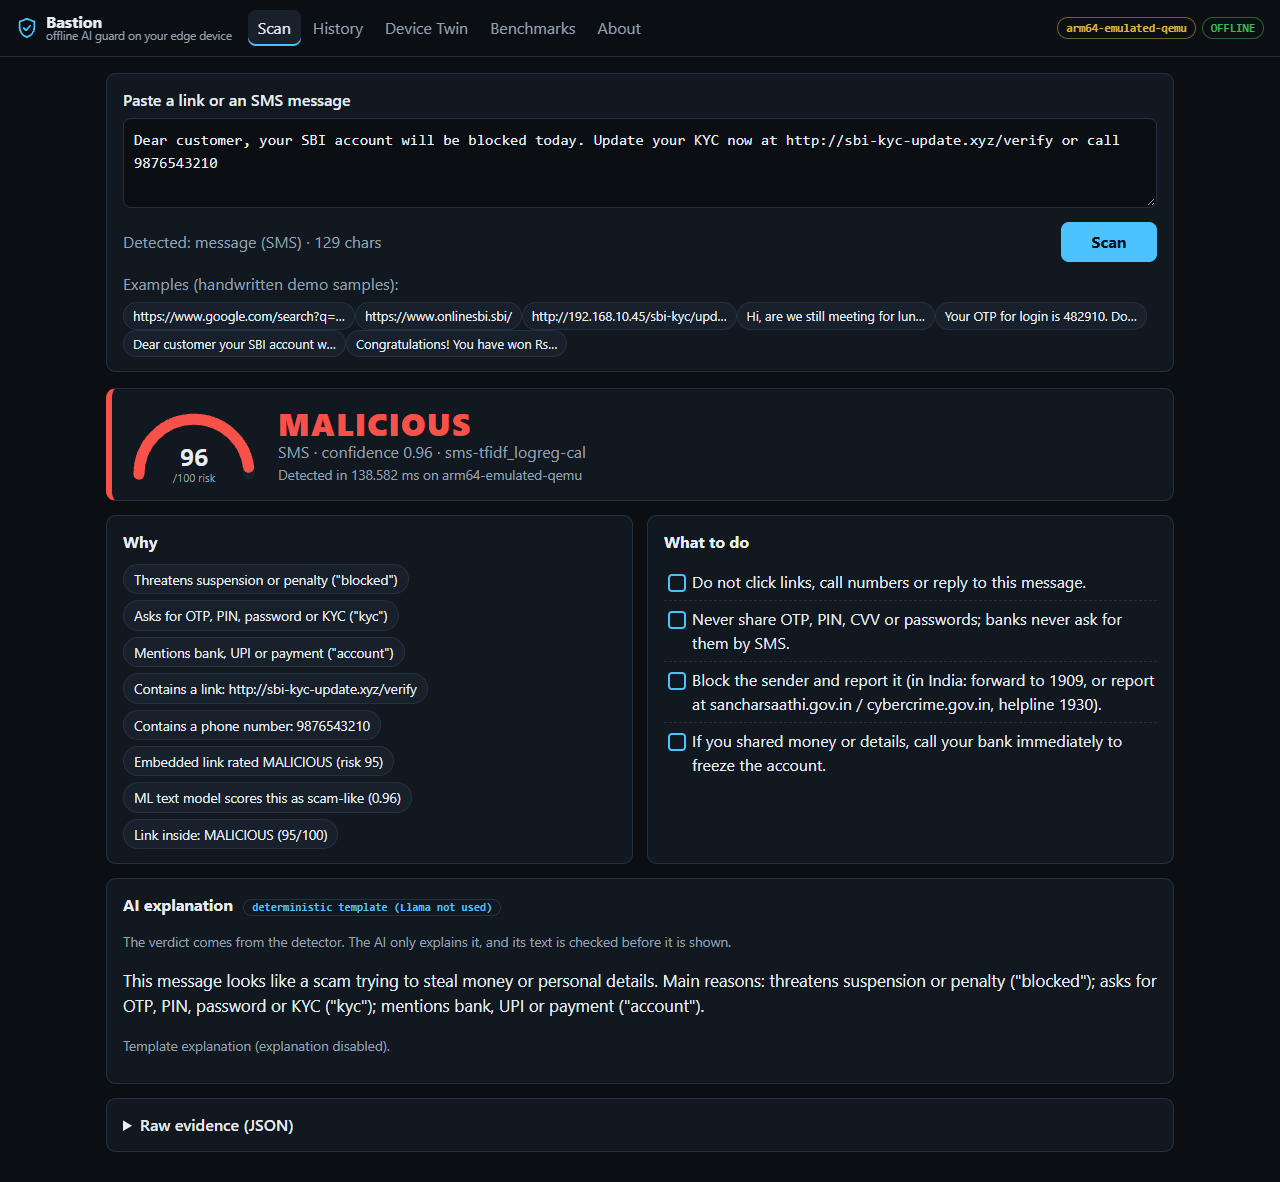 Bastion
offline AI guard on your edge device
Scan
History
Device Twin
Benchmarks
About
arm64-emulated-qemu
OFFLINE
Paste a link or an SMS message
Dear customer, your SBI account will be blocked today. Update your KYC now at http://sbi-kyc-update.xyz/verify or call
9876543210
Detected: message (SMS) · 129 chars
Scan
Examples (handwritten demo samples):
https://www.google.com/search?q=...
https://www.onlinesbi.sbi/
http://192.168.10.45/sbi-kyc/upd...
Hi, are we still meeting for lun...
Your OTP for login is 482910. Do...
Dear customer your SBI account w...
Congratulations! You have won Rs...
96
/100 risk
MALICIOUS
SMS · confidence 0.96 · sms-tfidf_logreg-cal
Detected in 138.582 ms on arm64-emulated-qemu
Why
Threatens suspension or penalty ("blocked")
Asks for OTP, PIN, password or KYC ("kyc")
Mentions bank, UPI or payment ("account")
Contains a link: http://sbi-kyc-update.xyz/verify
Contains a phone number: 9876543210
Embedded link rated MALICIOUS (risk 95)
ML text model scores this as scam-like (0.96)
Link inside: MALICIOUS (95/100)
What to do
Do not click links, call numbers or reply to this message.
Never share OTP, PIN, CVV or passwords; banks never ask for
them by SMS.
Block the sender and report it (in India: forward to 1909, or report
at sancharsaathi.gov.in / cybercrime.gov.in, helpline 1930).
If you shared money or details, call your bank immediately to
freeze the account.
AI explanation
deterministic template (Llama not used)
The verdict comes from the detector. The AI only explains it, and its text is checked before it is shown.
This message looks like a scam trying to steal money or personal details. Main reasons: threatens suspension or penalty ("blocked"); asks for
OTP, PIN, password or KYC ("kyc"); mentions bank, UPI or payment ("account").
Template explanation (explanation disabled).
Raw evidence (JSON)